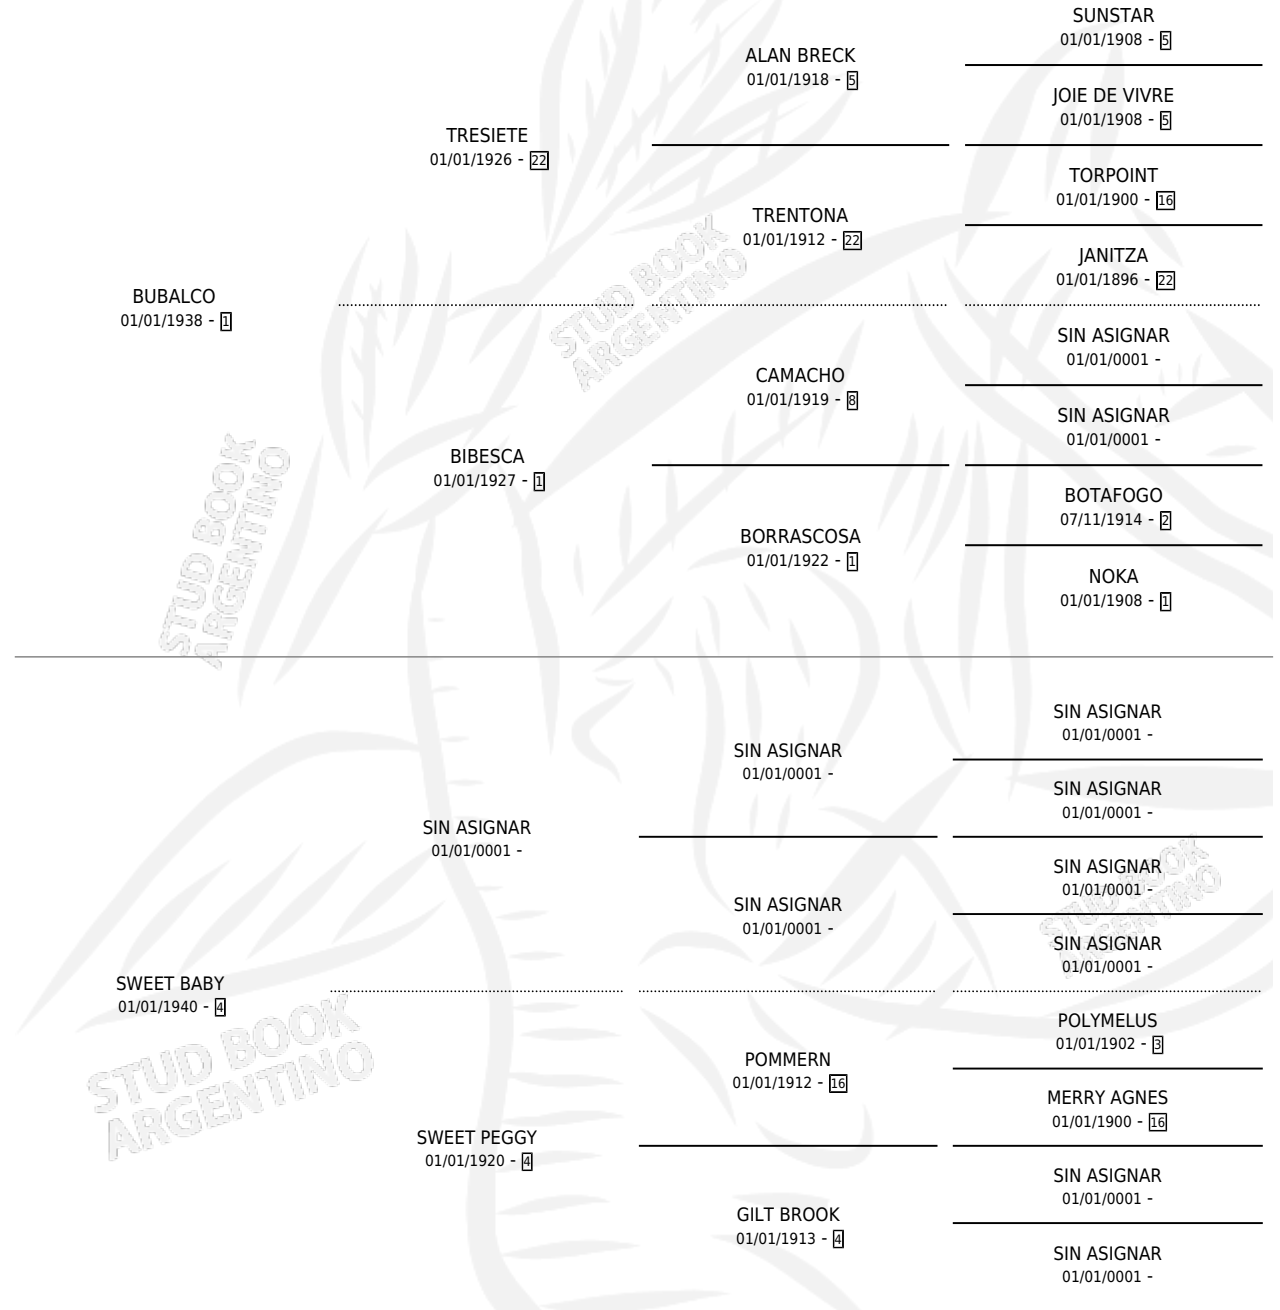 SUNSTAR
01/01/1908 - 5
ALAN BRECK
01/01/1918 - 5
JOIE DE VIVRE
01/01/1908 - 5
TRESIETE
01/01/1926 - 22
TORPOINT
01/01/1900 - 16
TRENTONA
01/01/1912 - 22
JANITZA
01/01/1896 - 22
BUBALCO
01/01/1938 - 1
SIN ASIGNAR
01/01/0001 -
CAMACHO
01/01/1919 - 8
SIN ASIGNAR
01/01/0001 -
BIBESCA
01/01/1927 - 1
BOTAFOGO
07/11/1914 - 2
BORRASCOSA
01/01/1922 - 1
NOKA
01/01/1908 - 1
STUD BOOK
ARGENTINO
STUD BOOK
ARGENTINO
SIN ASIGNAR
01/01/0001 -
SIN ASIGNAR
01/01/0001 -
SIN ASIGNAR
01/01/0001 -
SIN ASIGNAR
01/01/0001 -
SIN ASIGNAR
01/01/0001 -
SIN ASIGNAR
01/01/0001 -
SIN ASIGNAR
01/01/0001 -
SWEET BABY
01/01/1940 - 4
POLYMELUS
01/01/1902 - 3
POMMERN
01/01/1912 - 16
MERRY AGNES
01/01/1900 - 16
SWEET PEGGY
01/01/1920 - 4
SIN ASIGNAR
01/01/0001 -
GILT BROOK
01/01/1913 - 4
SIN ASIGNAR
01/01/0001 -
STUD BOOK
ARGENTINO
STUD BOOK
ARGENTINO